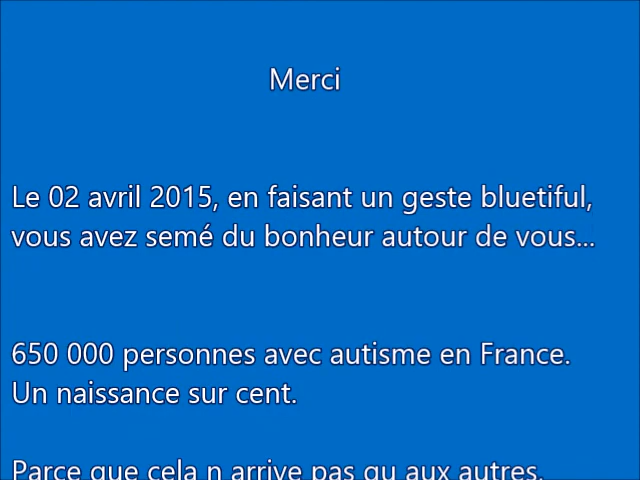 Merci
Le 02 avril 2015, en faisant un geste bluetiful,
vous avez semé du bonheur autour de vous...
650 000 personnes avec autisme en France.
Un naissance sur cent.
Parce que cela n arrive pas qu aux autres.